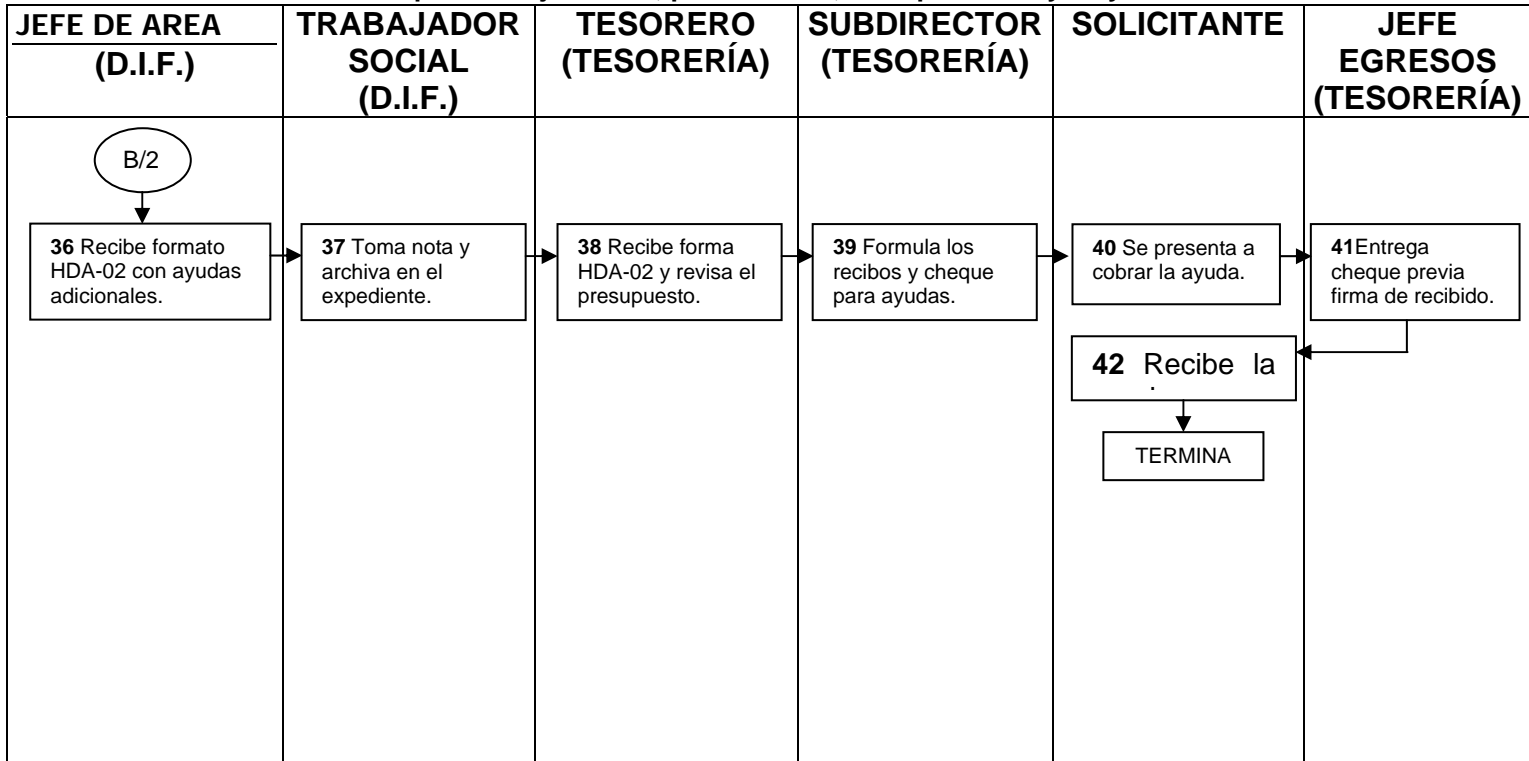 JEFE DE AREA
(D.I.F.)
TRABAJADOR
SOCIAL
(D.I.F.)
TESORERO
(TESORERÍA)
SUBDIRECTOR
(TESORERÍA)
SOLICITANTE
JEFE
EGRESOS
(TESORERÍA)
B/2
36 Recibe formato
HDA-02 con ayudas
adicionales.
37 Toma nota y
archiva en el
expediente.
38 Recibe forma
HDA-02 y revisa el
presupuesto.
39 Formula los
recibos y cheque
para ayudas.
40 Se presenta a
cobrar la ayuda.
41Entrega
cheque previa
firma de recibido.
42 Recibe la
TERMINA